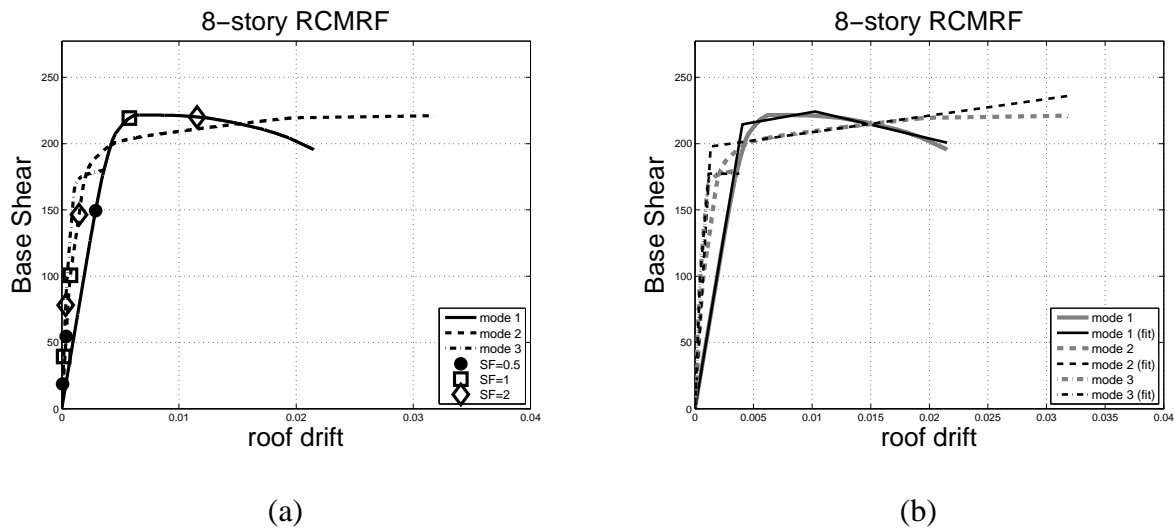 8−story RCMRF
Base Shear
250
200
150
100
50
0
0 0.01 0.02 0.03 0.04
roof drift
mode 1
mode 2
mode 3
SF=0.5
SF=1
SF=2
(a)
8−story RCMRF
Base Shear
250
200
150
100
50
0
0 0.005 0.01 0.015 0.02 0.025 0.03 0.035 0.04
roof drift
mode 1
mode 1 (fit)
mode 2
mode 2 (fit)
mode 3
mode 3 (fit)
(b)